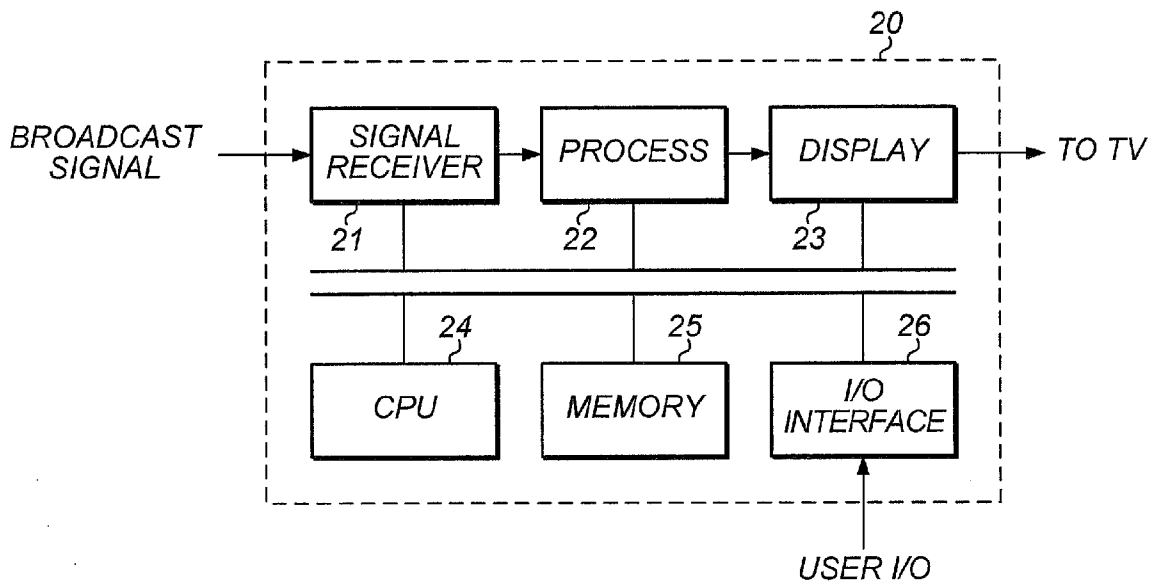 20
BROADCAST
SIGNAL
SIGNAL
RECEIVER
PROCESS
DISPLAY
TO TV
21
22
23
24
25
26
CPU
MEMORY
I/O
INTERFACE
USER I/O